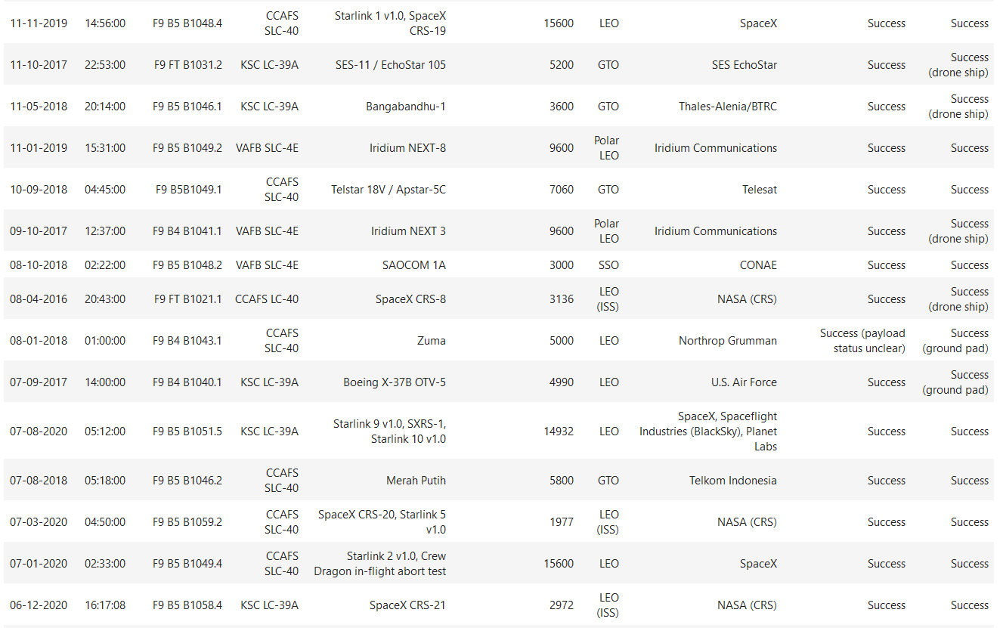 11-11-2019 14:56:00 F9 B5 B1048.4 CCAFS SLC-40 Starlink 1 v1.0, SpaceX CRS-19 15600 LEO SpaceX Success Success
11-10-2017 22:53:00 F9 FT B1031.2 KSC LC-39A SES-11 / EchoStar 105 5200 GTO SES EchoStar Success Success (drone ship)
11-05-2018 20:14:00 F9 B5 B1046.1 KSC LC-39A Bangabandhu-1 3600 GTO Thales-Alenia/BTRC Success Success (drone ship)
11-01-2019 15:31:00 F9 B5 B1049.2 VAFB SLC-4E Iridium NEXT-8 9600 Polar LEO Iridium Communications Success Success
10-09-2018 04:45:00 F9 B5B1049.1 CCAFS SLC-40 Telstar 18V / Apstar-5C 7060 GTO Telesat Success Success
09-10-2017 12:37:00 F9 B4 B1041.1 VAFB SLC-4E Iridium NEXT 3 9600 Polar LEO Iridium Communications Success Success (drone ship)
08-10-2018 02:22:00 F9 B5 B1048.2 VAFB SLC-4E SAOCOM 1A 3000 SSO CONAE Success Success
08-04-2016 20:43:00 F9 FT B1021.1 CCAFS LC-40 SpaceX CRS-8 3136 LEO (ISS) NASA (CRS) Success Success (drone ship)
08-01-2018 01:00:00 F9 B4 B1043.1 CCAFS SLC-40 Zuma 5000 LEO Northrop Grumman Success (payload status unclear) Success (ground pad)
07-09-2017 14:00:00 F9 B4 B1040.1 KSC LC-39A Boeing X-37B OTV-5 4990 LEO U.S. Air Force Success Success (ground pad)
07-08-2020 05:12:00 F9 B5 B1051.5 KSC LC-39A Starlink 9 v1.0, SXRS-1, Starlink 10 v1.0 14932 LEO SpaceX, Spaceflight Industries (BlackSky), Planet Labs Success Success
07-08-2018 05:18:00 F9 B5 B1046.2 CCAFS SLC-40 Merah Putih 5800 GTO Telkom Indonesia Success Success
07-03-2020 04:50:00 F9 B5 B1059.2 CCAFS SLC-40 SpaceX CRS-20, Starlink 5 v1.0 1977 LEO (ISS) NASA (CRS) Success Success
07-01-2020 02:33:00 F9 B5 B1049.4 CCAFS SLC-40 Starlink 2 v1.0, Crew Dragon in-flight abort test 15600 LEO SpaceX Success Success
06-12-2020 16:17:08 F9 B5 B1058.4 KSC LC-39A SpaceX CRS-21 2972 LEO (ISS) NASA (CRS) Success Success